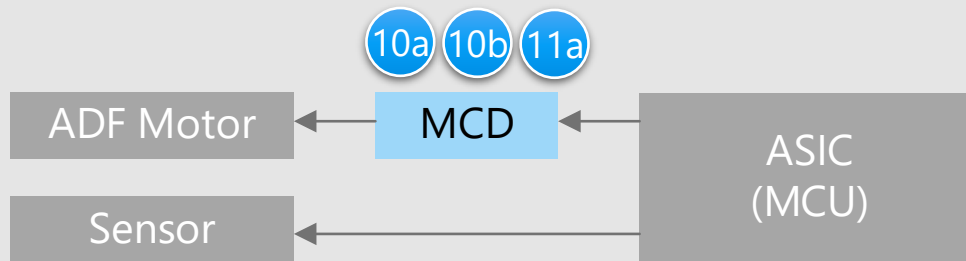 10a 10b 11a
ADF Motor
MCD
ASIC
(MCU)
Sensor